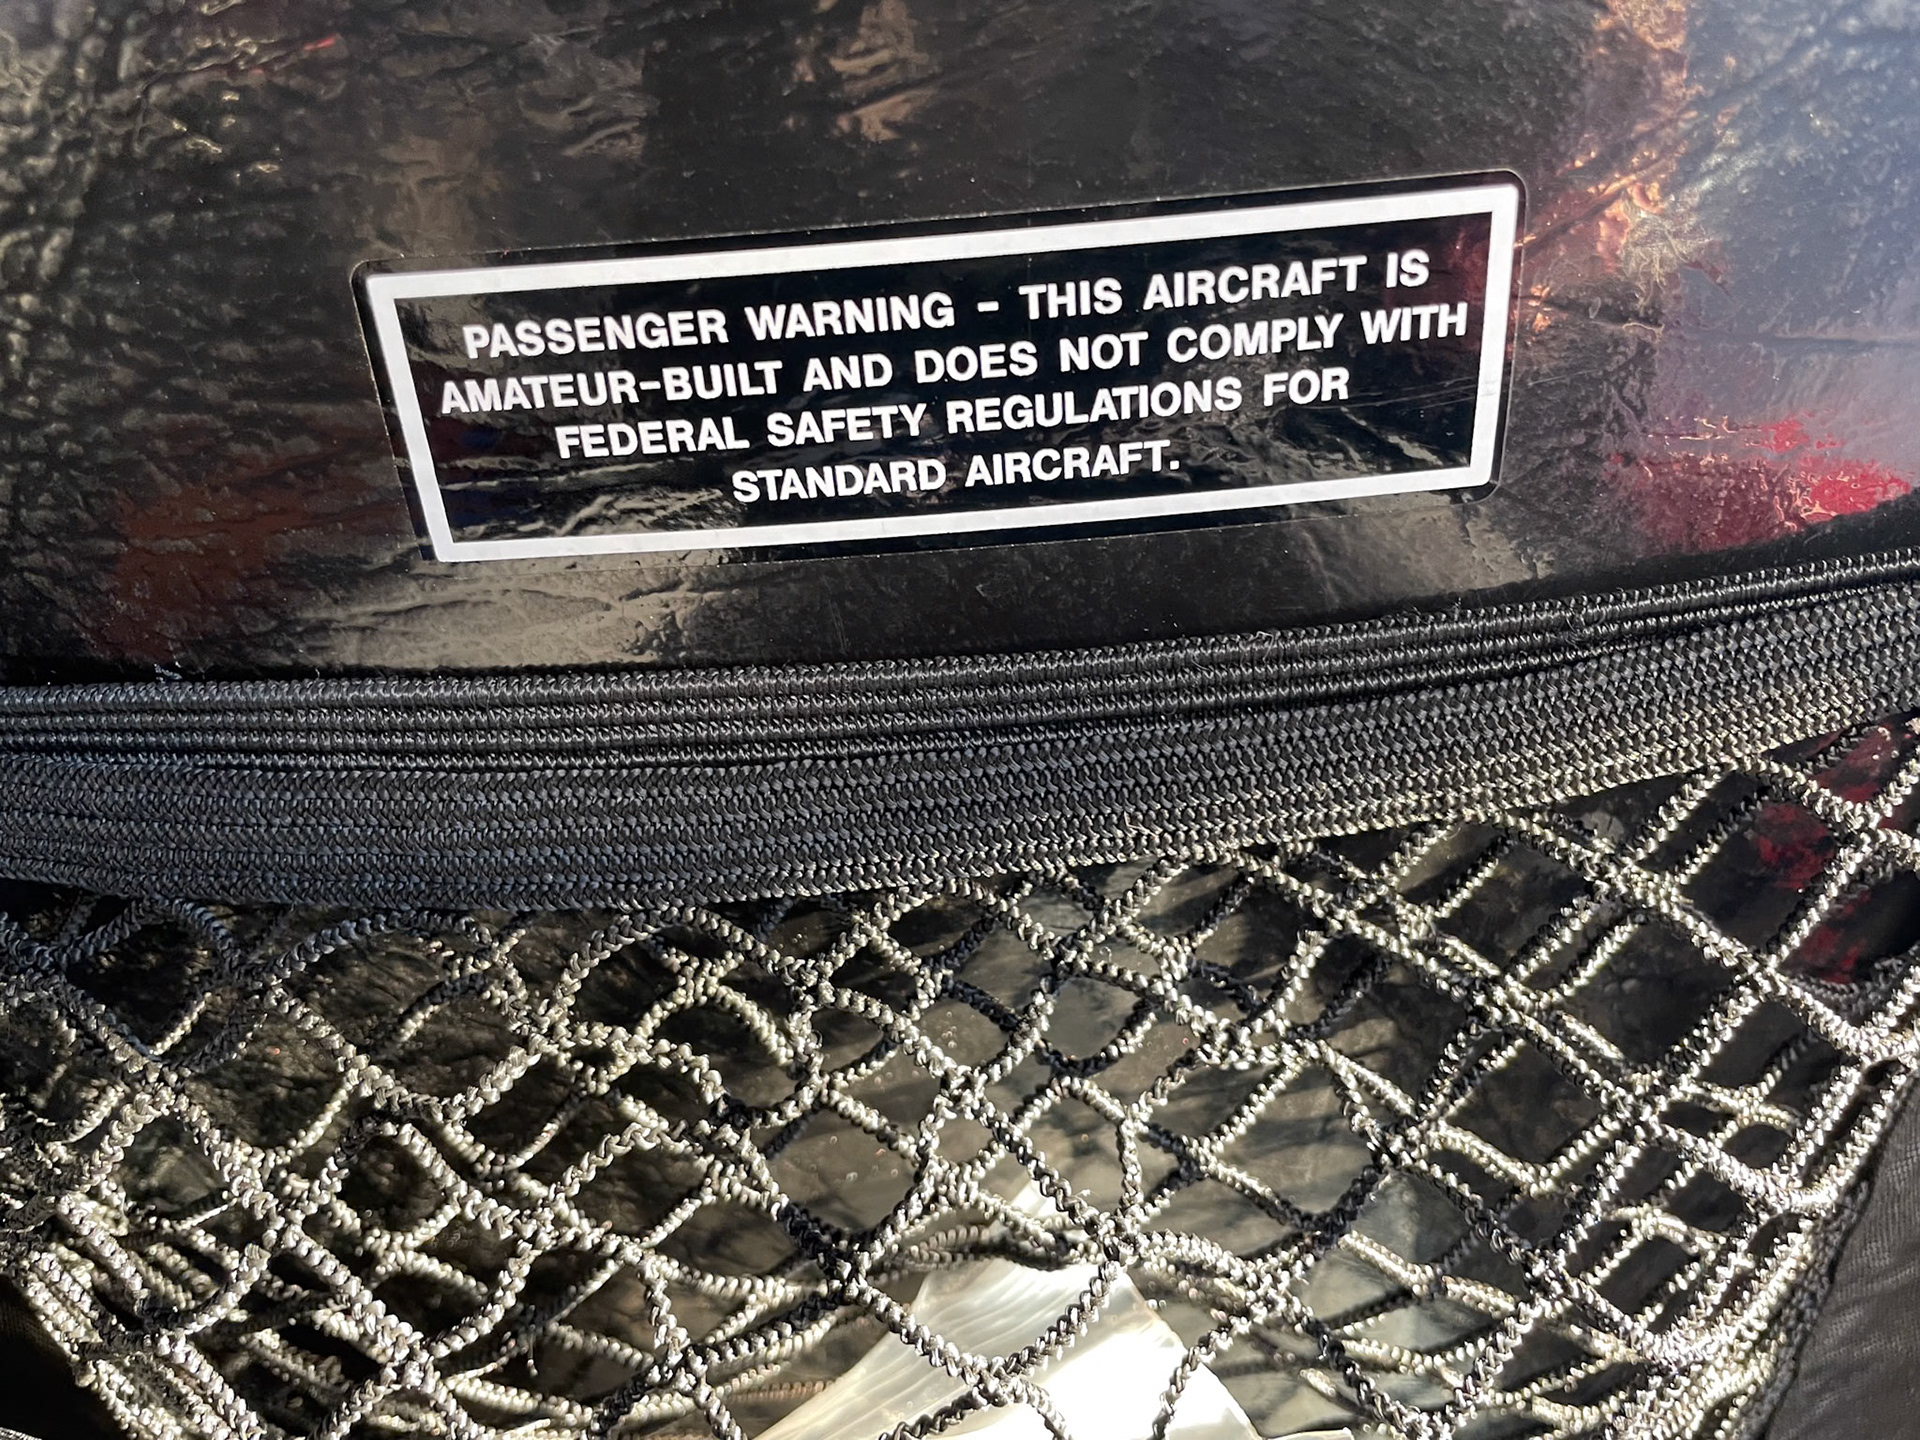 PASSENGER WARNING - THIS AIRCRAFT IS
AMATEUR-BUILT AND DOES NOT COMPLY WITH
FEDERAL SAFETY REGULATIONS FOR
STANDARD AIRCRAFT.